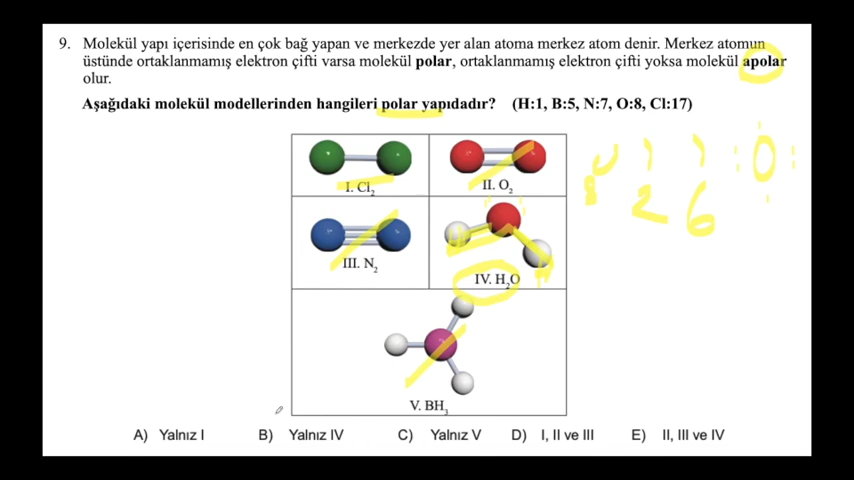 9. Molekül yapı içerisinde en çok bağ yapan ve merkezde yer alan atoma merkez atom denir. Merkez atomun
üstünde ortaklanmamış elektron çifti varsa molekül polar, ortaklanmamış elektron çifti yoksa molekül apolar
olur.
Aşağıdaki molekül modellerinden hangileri polar yapıdadır? (H:1, B:5, N:7, O:8, Cl:17)
I. Cl₂
II. O₂
III. N₂
IV. H₂O
V. BH₃
8 O ) ) : O :
2 6
A) Yalnız I B) Yalnız IV C) Yalnız V D) I, II ve III E) II, III ve IV